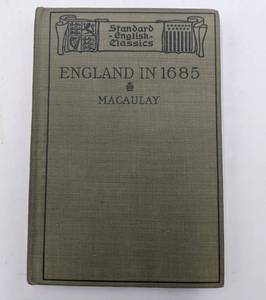 Standard
English
Classics
ENGLAND IN 1685
MACAULAY